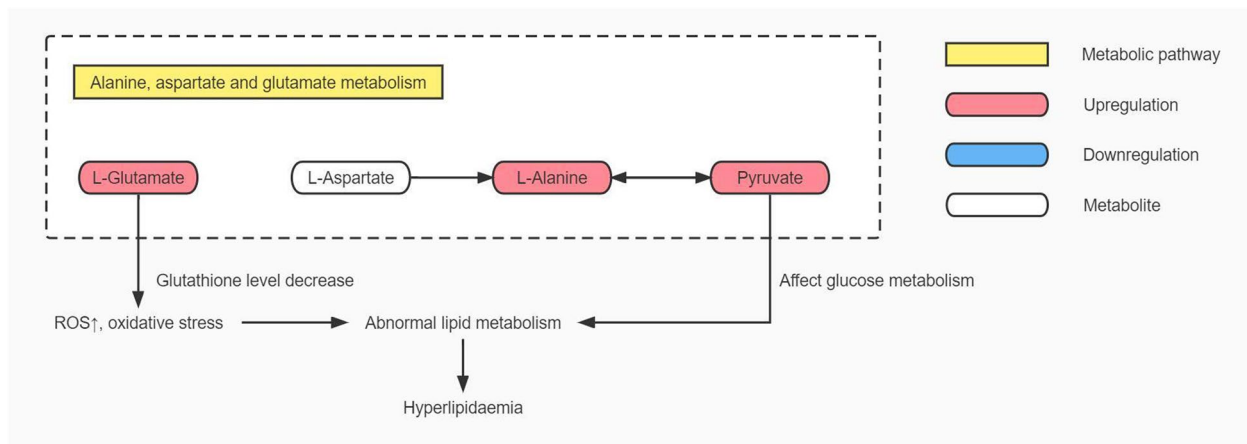 Alanine, aspartate and glutamate metabolism
L-Glutamate
L-Aspartate
L-Alanine
Pyruvate
Glutathione level decrease
Affect glucose metabolism
ROS↑, oxidative stress
Abnormal lipid metabolism
Hyperlipidaemia
Metabolic pathway
Upregulation
Downregulation
Metabolite